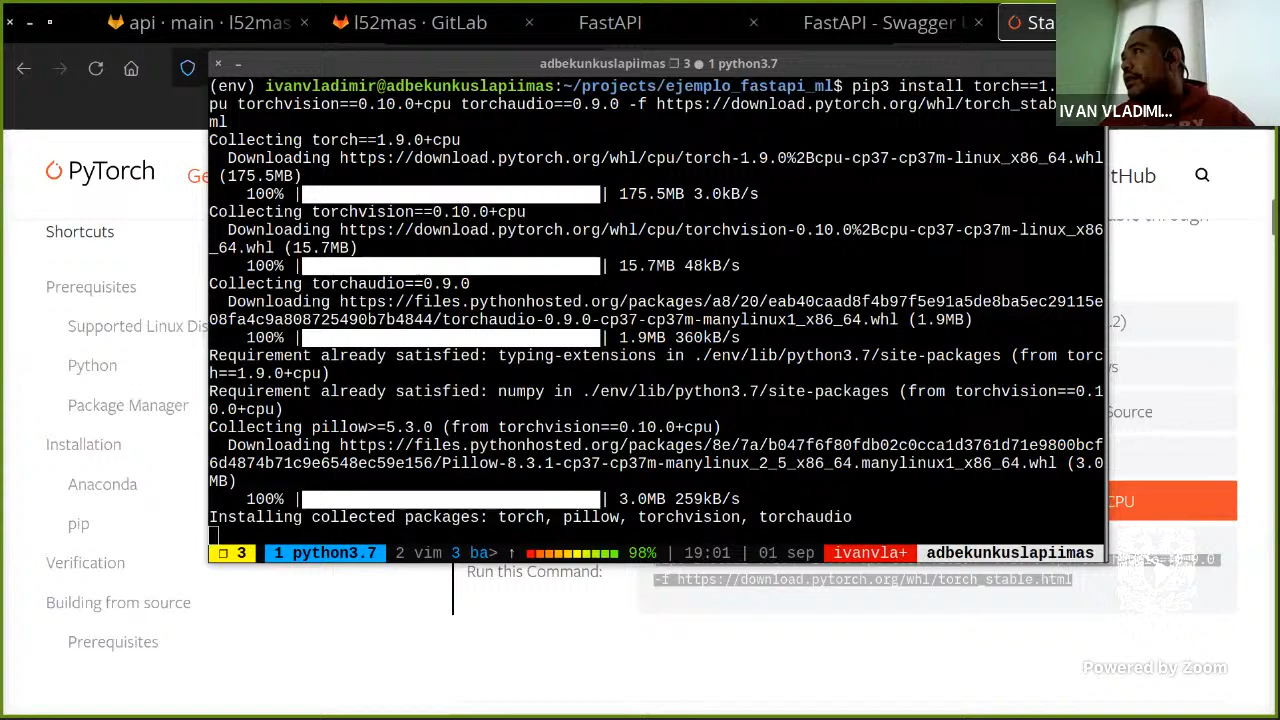 api · main · l52mas
l52mas · GitLab
FastAPI
FastAPI - Swagger
Sta
IVAN VLADIMI...
adbekunkuslapiimas 3 ● 1 python3.7
(env) ivanvladimir@adbekunkuslapiimas:~/projects/ejemplo_fastapi_ml$ pip3 install torch==1.
pu torchvision==0.10.0+cpu torchaudio==0.9.0 -f https://download.pytorch.org/whl/torch_stab
ml
Collecting torch==1.9.0+cpu
Downloading https://download.pytorch.org/whl/cpu/torch-1.9.0%2Bcpu-cp37-cp37m-linux_x86_64.whl
(175.5MB)
100% | | 175.5MB 3.0kB/s
Collecting torchvision==0.10.0+cpu
Downloading https://download.pytorch.org/whl/cpu/torchvision-0.10.0%2Bcpu-cp37-cp37m-linux_x86
_64.whl (15.7MB)
100% | | 15.7MB 48kB/s
Collecting torchaudio==0.9.0
Downloading https://files.pythonhosted.org/packages/a8/20/eab40caad8f4b97f5e91a5de8ba5ec29115e
08fa4c9a808725490b7b4844/torchaudio-0.9.0-cp37-cp37m-manylinux1_x86_64.whl (1.9MB)
100% | | 1.9MB 360kB/s
Requirement already satisfied: typing-extensions in ./env/lib/python3.7/site-packages (from torc
h==1.9.0+cpu)
Requirement already satisfied: numpy in ./env/lib/python3.7/site-packages (from torchvision==0.1
0.0+cpu)
Collecting pillow>=5.3.0 (from torchvision==0.10.0+cpu)
Downloading https://files.pythonhosted.org/packages/8e/7a/b047f6f80fdb02c0cca1d3761d71e9800bcf
6d4874b71c9e6548ec59e156/Pillow-8.3.1-cp37-cp37m-manylinux_2_5_x86_64.manylinux1_x86_64.whl (3.0
MB)
100% | | 3.0MB 259kB/s
Installing collected packages: torch, pillow, torchvision, torchaudio
3 1 python3.7 2 vim 3 ba> ↑ 98% | 19:01 | 01 sep ivanvla+ adbekunkuslapiimas
PyTorch
Ge
tHub
Shortcuts
Prerequisites
Supported Linux Dis
Python
Package Manager
Installation
Anaconda
pip
Verification
Building from source
Prerequisites
.2)
ws
Source
CPU
Run this Command:
-f https://download.pytorch.org/whl/torch_stable.html
Powered by Zoom